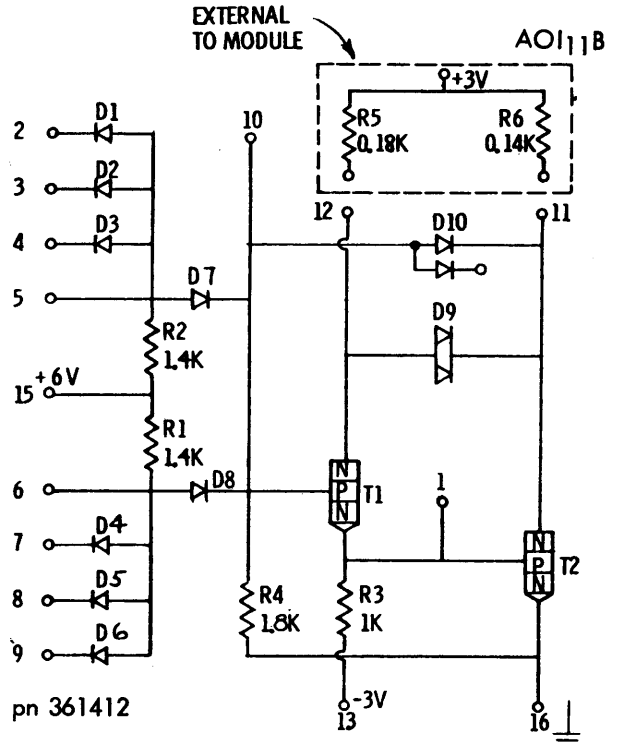 EXTERNAL
TO MODULE
AOI11B
+3V
D1
2
10
R5
0.18K
R6
0.14K
D2
3
D3
4
12
11
D10
D7
5
D9
R2
1.4K
+6V
15
R1
1.4K
6
D8
N
P
N
T1
1
D4
7
N
P
N
T2
D5
8
R4
1.8K
R3
1K
D6
9
-3V
pn 361412
13
16